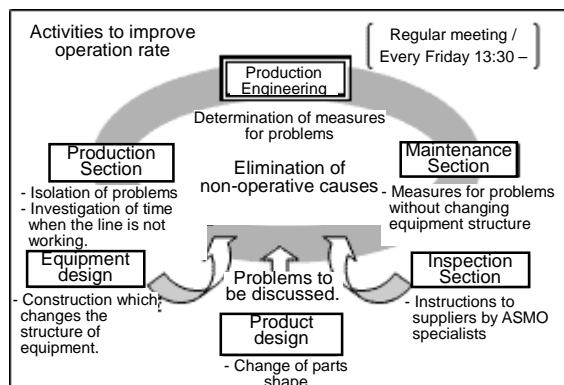 Activities to improve
operation rate
Regular meeting /
Every Friday 13:30 –
Production
Engineering
Determination of measures
for problems
Production
Section
- Isolation of problems
- Investigation of time
when the line is not
working.
Elimination of
non-operative causes
Maintenance
Section
- Measures for problems
without changing
equipment structure
Equipment
design
- Construction which
changes the
structure of
equipment.
Problems to
be discussed.
Product
design
- Change of parts
shape
Inspection
Section
- Instructions to
suppliers by ASMO
specialists